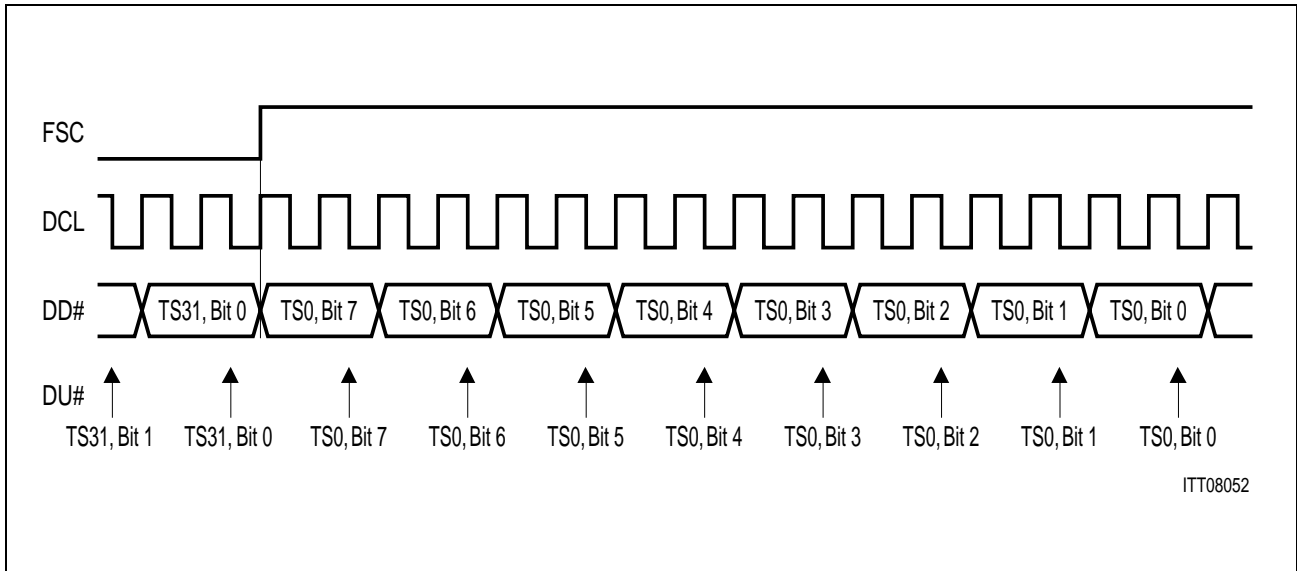 FSC
DCL
DD# TS31, Bit 0 TS0, Bit 7 TS0, Bit 6 TS0, Bit 5 TS0, Bit 4 TS0, Bit 3 TS0, Bit 2 TS0, Bit 1 TS0, Bit 0
DU#
TS31, Bit 1 TS31, Bit 0 TS0, Bit 7 TS0, Bit 6 TS0, Bit 5 TS0, Bit 4 TS0, Bit 3 TS0, Bit 2 TS0, Bit 1 TS0, Bit 0
ITT08052